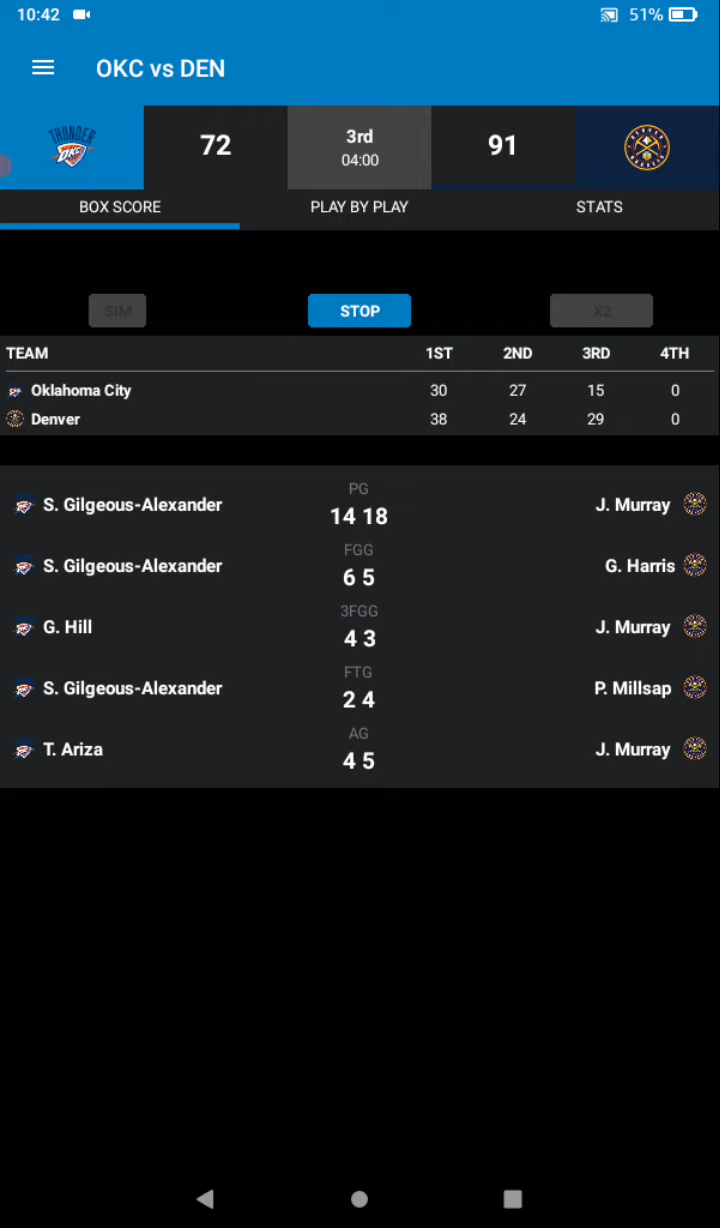 10:42 51%
OKC vs DEN
THUNDER OKC 72 3rd 91
04:00
BOX SCORE PLAY BY PLAY STATS
SIM STOP X2
TEAM 1ST 2ND 3RD 4TH
Oklahoma City 30 27 15 0
Denver 38 24 29 0
PG
S. Gilgeous-Alexander 14 18 J. Murray
FGG
S. Gilgeous-Alexander 6 5 G. Harris
3FGG
G. Hill 4 3 J. Murray
FTG
S. Gilgeous-Alexander 2 4 P. Millsap
AG
T. Ariza 4 5 J. Murray